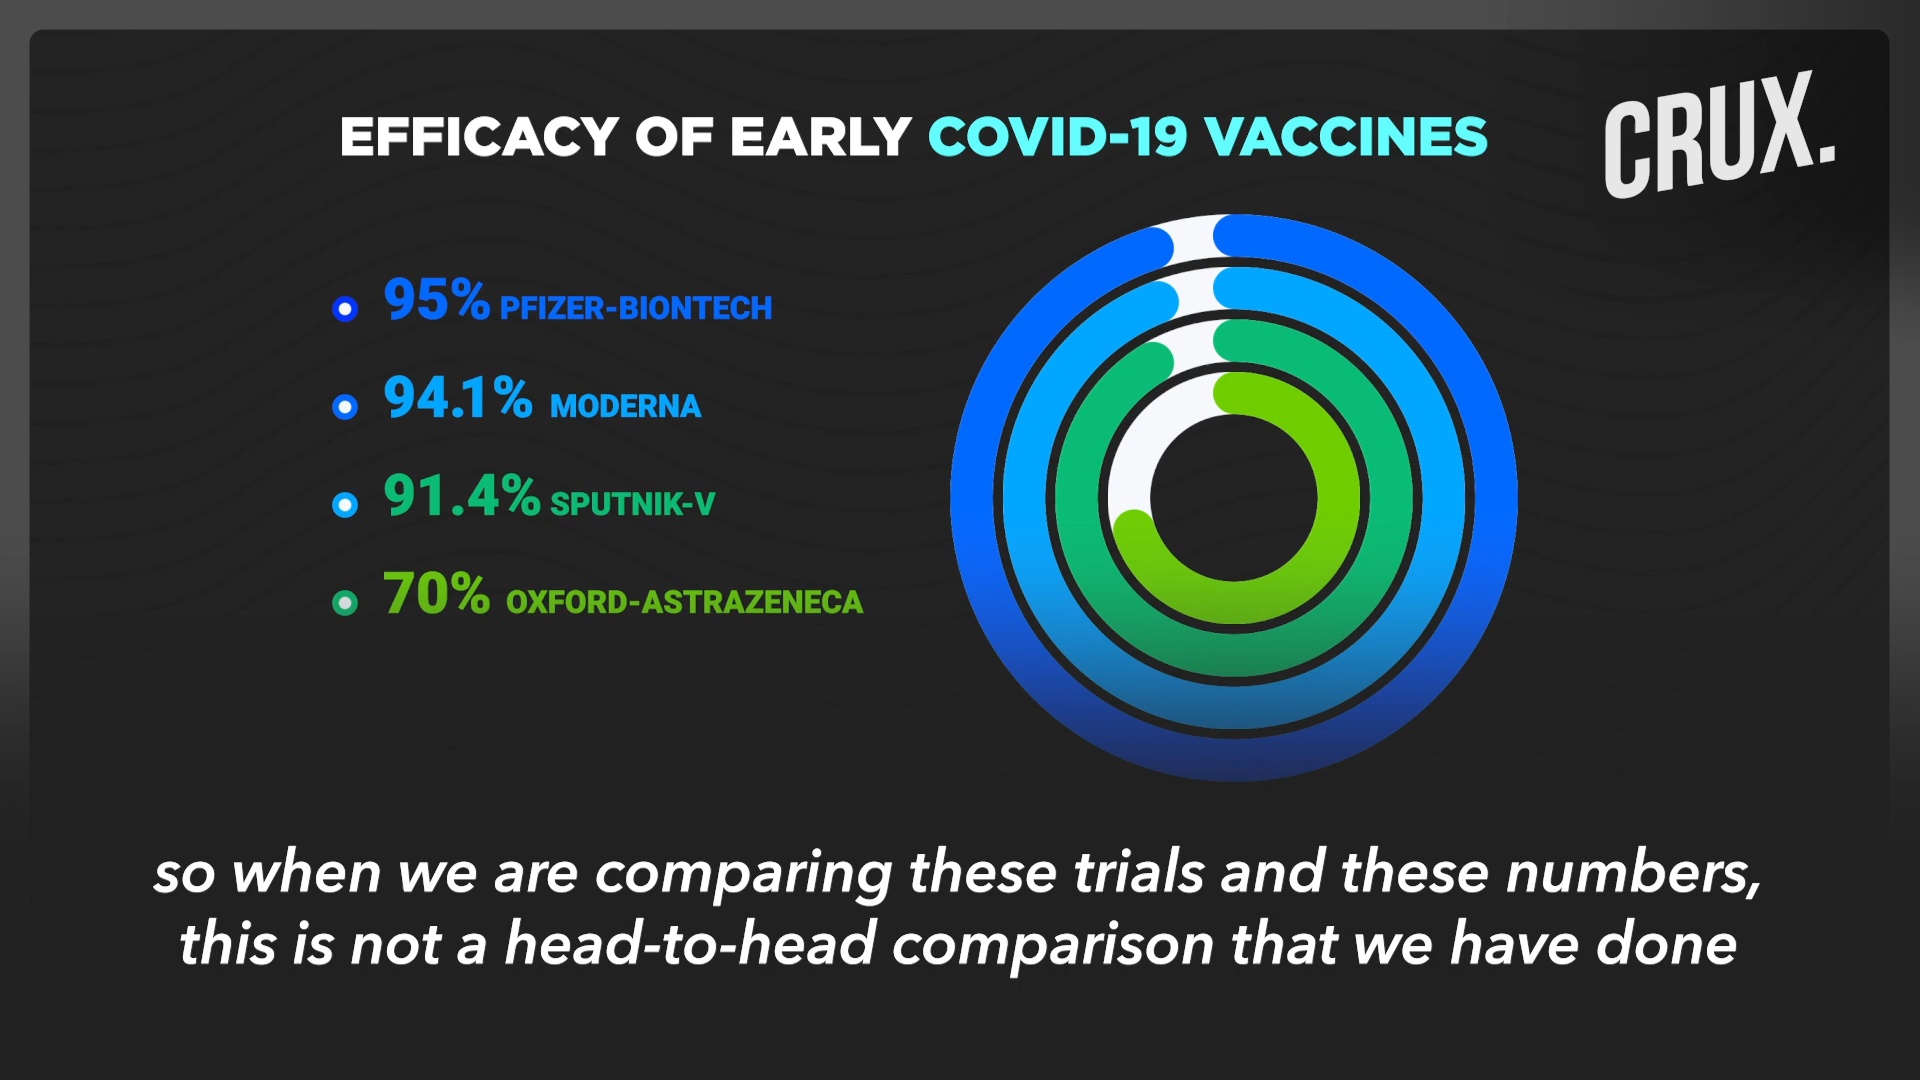 EFFICACY OF EARLY COVID-19 VACCINES
CRUX.
95% PFIZER-BIONTECH
94.1% MODERNA
91.4% SPUTNIK-V
70% OXFORD-ASTRAZENECA
so when we are comparing these trials and these numbers,
this is not a head-to-head comparison that we have done